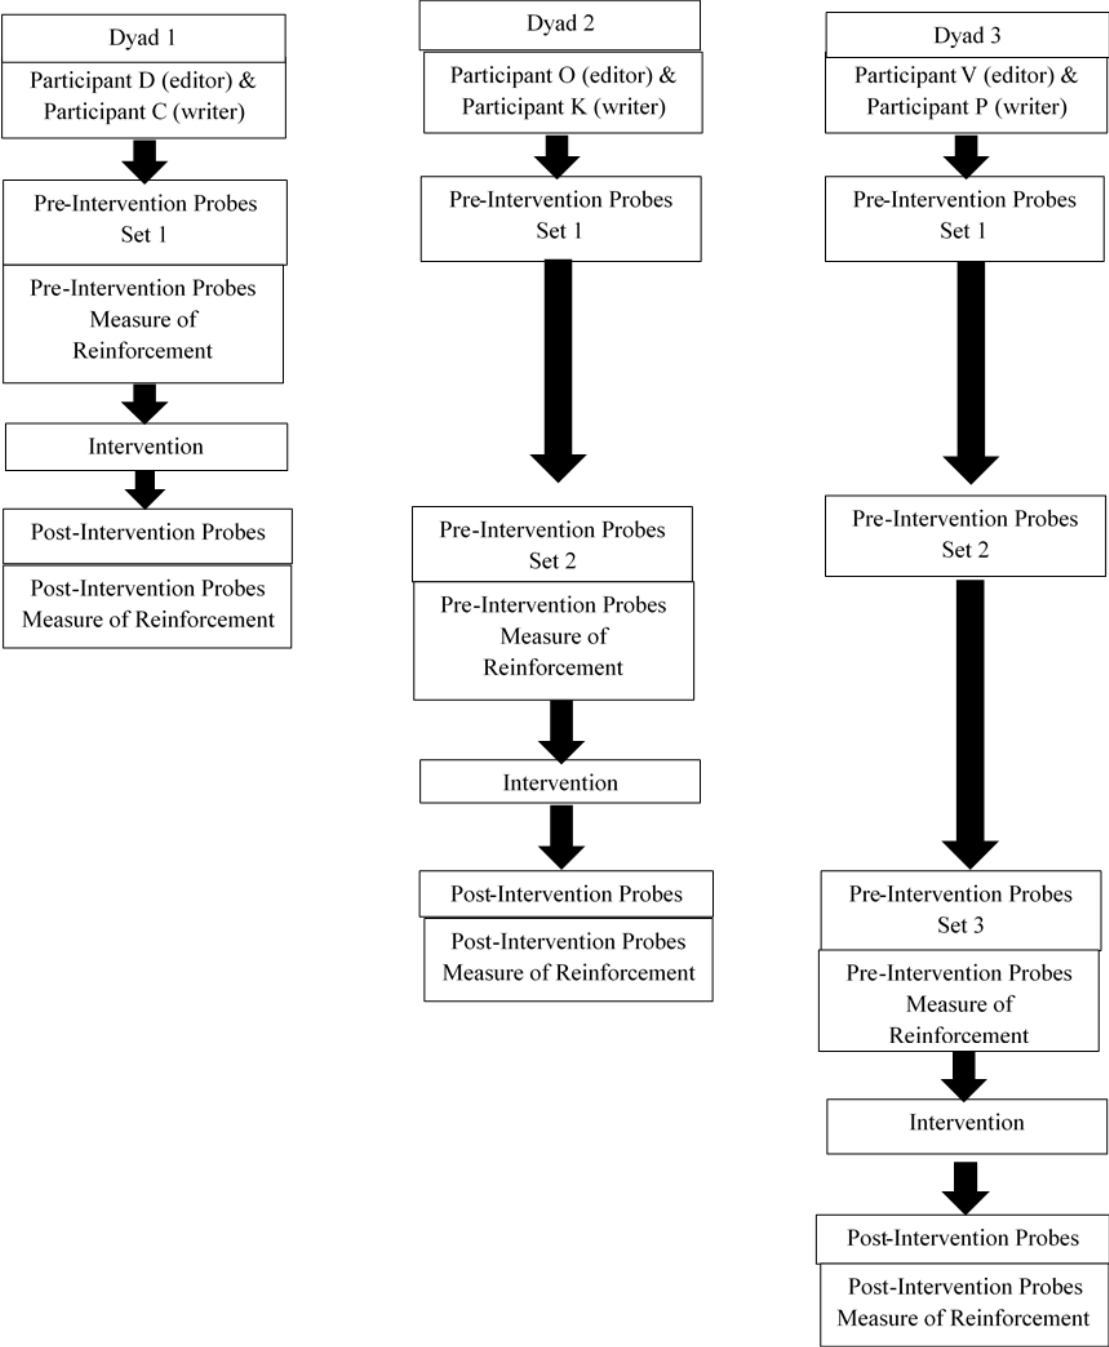 Dyad 1
Participant D (editor) &
Participant C (writer)
Pre-Intervention Probes
Set 1
Pre-Intervention Probes
Measure of
Reinforcement
Intervention
Post-Intervention Probes
Post-Intervention Probes
Measure of Reinforcement
Dyad 2
Participant O (editor) &
Participant K (writer)
Pre-Intervention Probes
Set 1
Pre-Intervention Probes
Set 2
Pre-Intervention Probes
Measure of
Reinforcement
Intervention
Post-Intervention Probes
Post-Intervention Probes
Measure of Reinforcement
Dyad 3
Participant V (editor) &
Participant P (writer)
Pre-Intervention Probes
Set 1
Pre-Intervention Probes
Set 2
Pre-Intervention Probes
Set 3
Pre-Intervention Probes
Measure of
Reinforcement
Intervention
Post-Intervention Probes
Post-Intervention Probes
Measure of Reinforcement